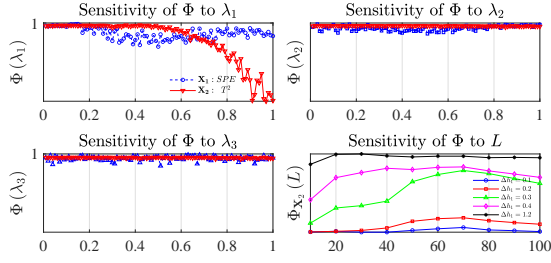 Sensitivity of Φ to λ₁
Φ (λ₁)
1
X₁ : SPE
X₂ : T²
0 0.2 0.4 0.6 0.8 1
Sensitivity of Φ to λ₂
Φ (λ₂)
1
0 0.2 0.4 0.6 0.8 1
Sensitivity of Φ to λ₃
Φ (λ₃)
1
0 0.2 0.4 0.6 0.8 1
Sensitivity of Φ to L
Φ_X₂ (L)
1
Δh₁ = 0.1
Δh₁ = 0.2
Δh₁ = 0.3
Δh₁ = 0.4
Δh₁ = 1.2
20 40 60 80 100